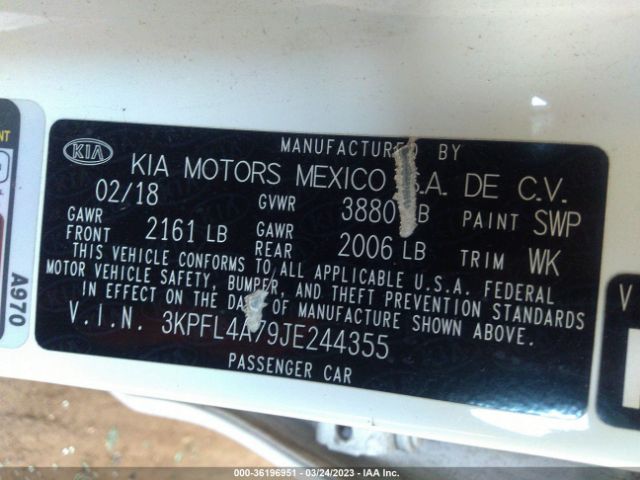 MANUFACTURED BY
KIA
KIA MOTORS MEXICO S.A. DE C.V.
02/18 GVWR 3880 LB PAINT SWP
GAWR FRONT 2161 LB GAWR REAR 2006 LB TRIM WK
THIS VEHICLE CONFORMS TO ALL APPLICABLE U.S.A. FEDERAL
MOTOR VEHICLE SAFETY, BUMPER, AND THEFT PREVENTION STANDARDS
IN EFFECT ON THE DATE OF MANUFACTURE SHOWN ABOVE.
V.I.N. 3KPFL4A79JE244355
PASSENGER CAR
A970
000-36196951 - 03/24/2023 - IAA Inc.